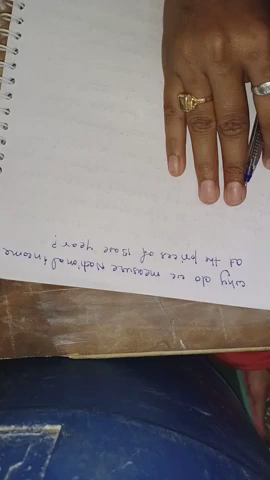 Why do we measure National Income
at the prices of Base year?